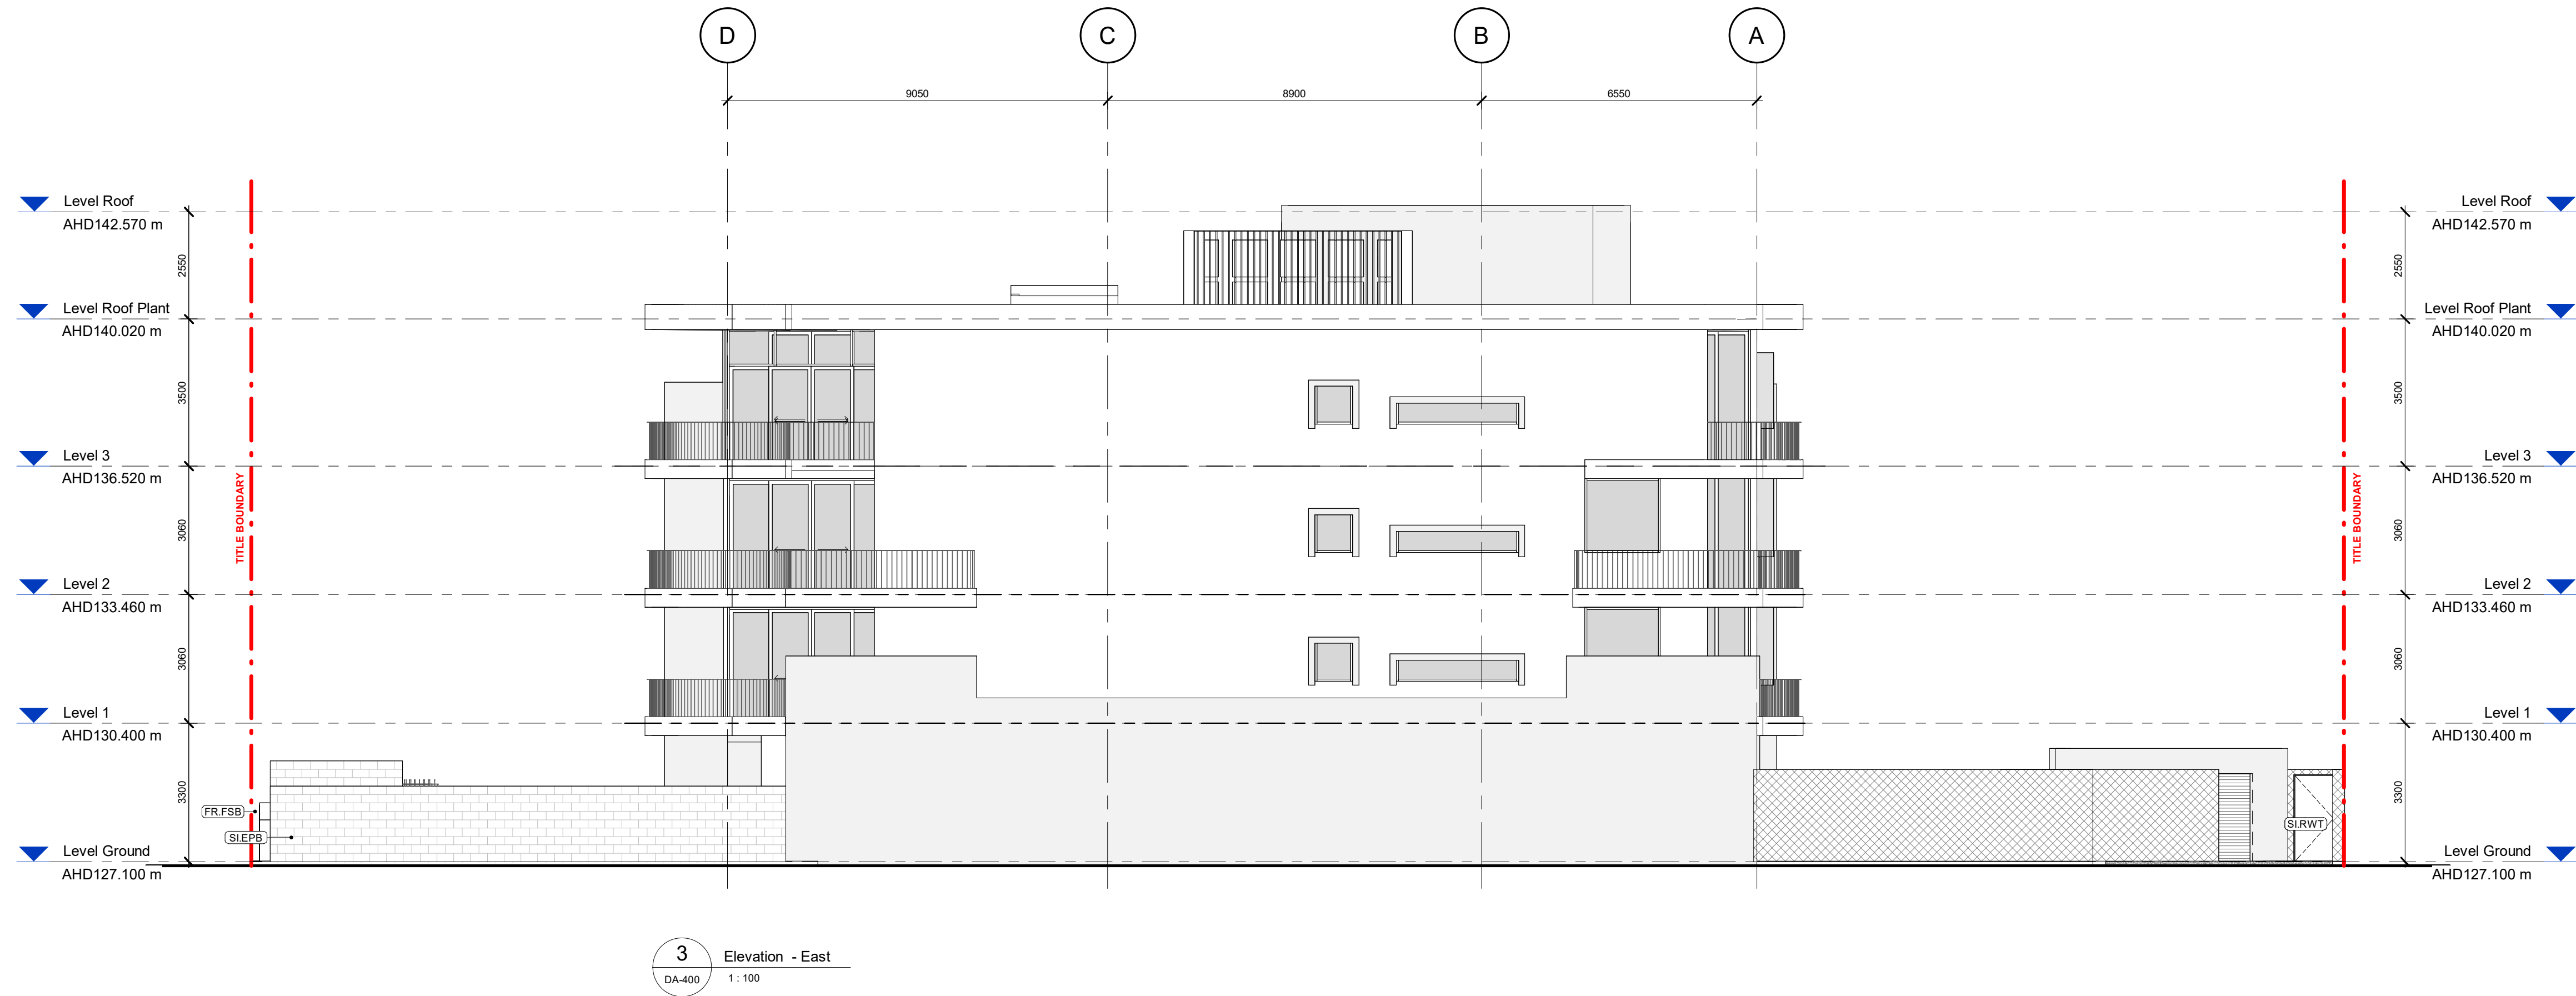 D
C
B
A
9050
8900
6550
Level Roof
AHD142.570 m
Level Roof
AHD142.570 m
2550
2550
Level Roof Plant
AHD140.020 m
Level Roof Plant
AHD140.020 m
3500
3500
Level 3
AHD136.520 m
Level 3
AHD136.520 m
TITLE BOUNDARY
TITLE BOUNDARY
3060
3060
Level 2
AHD133.460 m
Level 2
AHD133.460 m
3060
3060
Level 1
AHD130.400 m
Level 1
AHD130.400 m
3300
3300
FR.FSB
SI.EPB
SI.RWT
Level Ground
AHD127.100 m
Level Ground
AHD127.100 m
3
DA-400
Elevation - East
1 : 100